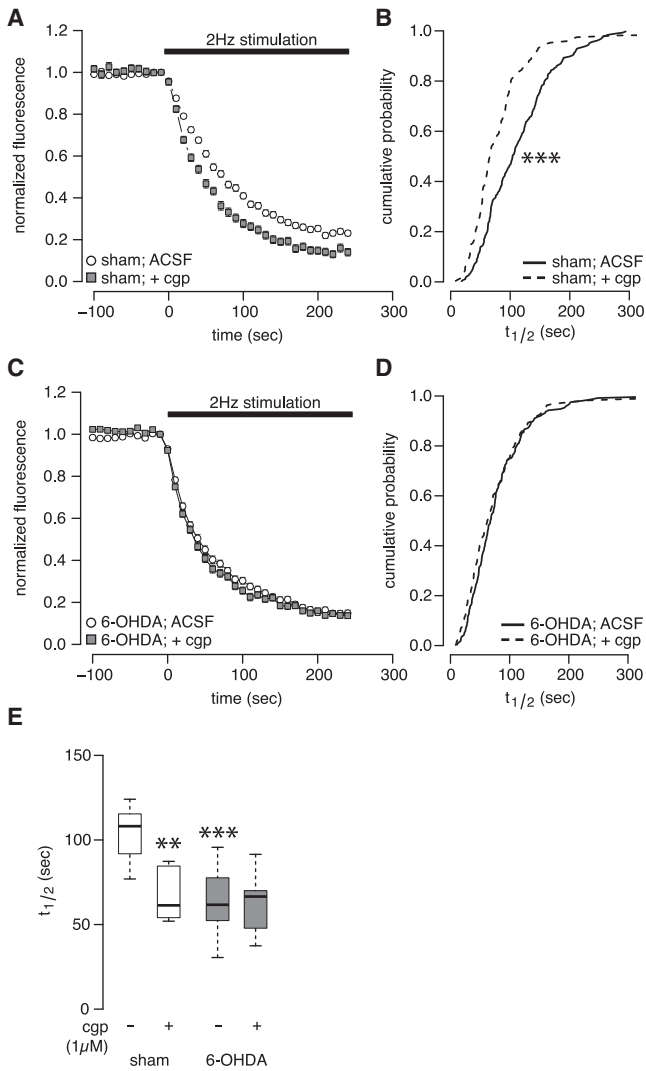 A
2Hz stimulation
normalized fluorescence
1.2
1.0
0.8
0.6
0.4
0.2
0.0
sham; ACSF
sham; + cgp
−100 0 100 200 300
time (sec)
B
cumulative probability
1.0
0.8
0.6
0.4
0.2
0.0
***
sham; ACSF
sham; + cgp
0 100 200 300
t1/2 (sec)
C
2Hz stimulation
normalized fluorescence
1.2
1.0
0.8
0.6
0.4
0.2
0.0
6-OHDA; ACSF
6-OHDA; + cgp
−100 0 100 200 300
time (sec)
D
cumulative probability
1.0
0.8
0.6
0.4
0.2
0.0
6-OHDA; ACSF
6-OHDA; + cgp
0 100 200 300
t1/2 (sec)
E
t1/2 (sec)
150
100
50
0
** ***
cgp − + − +
(1µM)
sham 6-OHDA